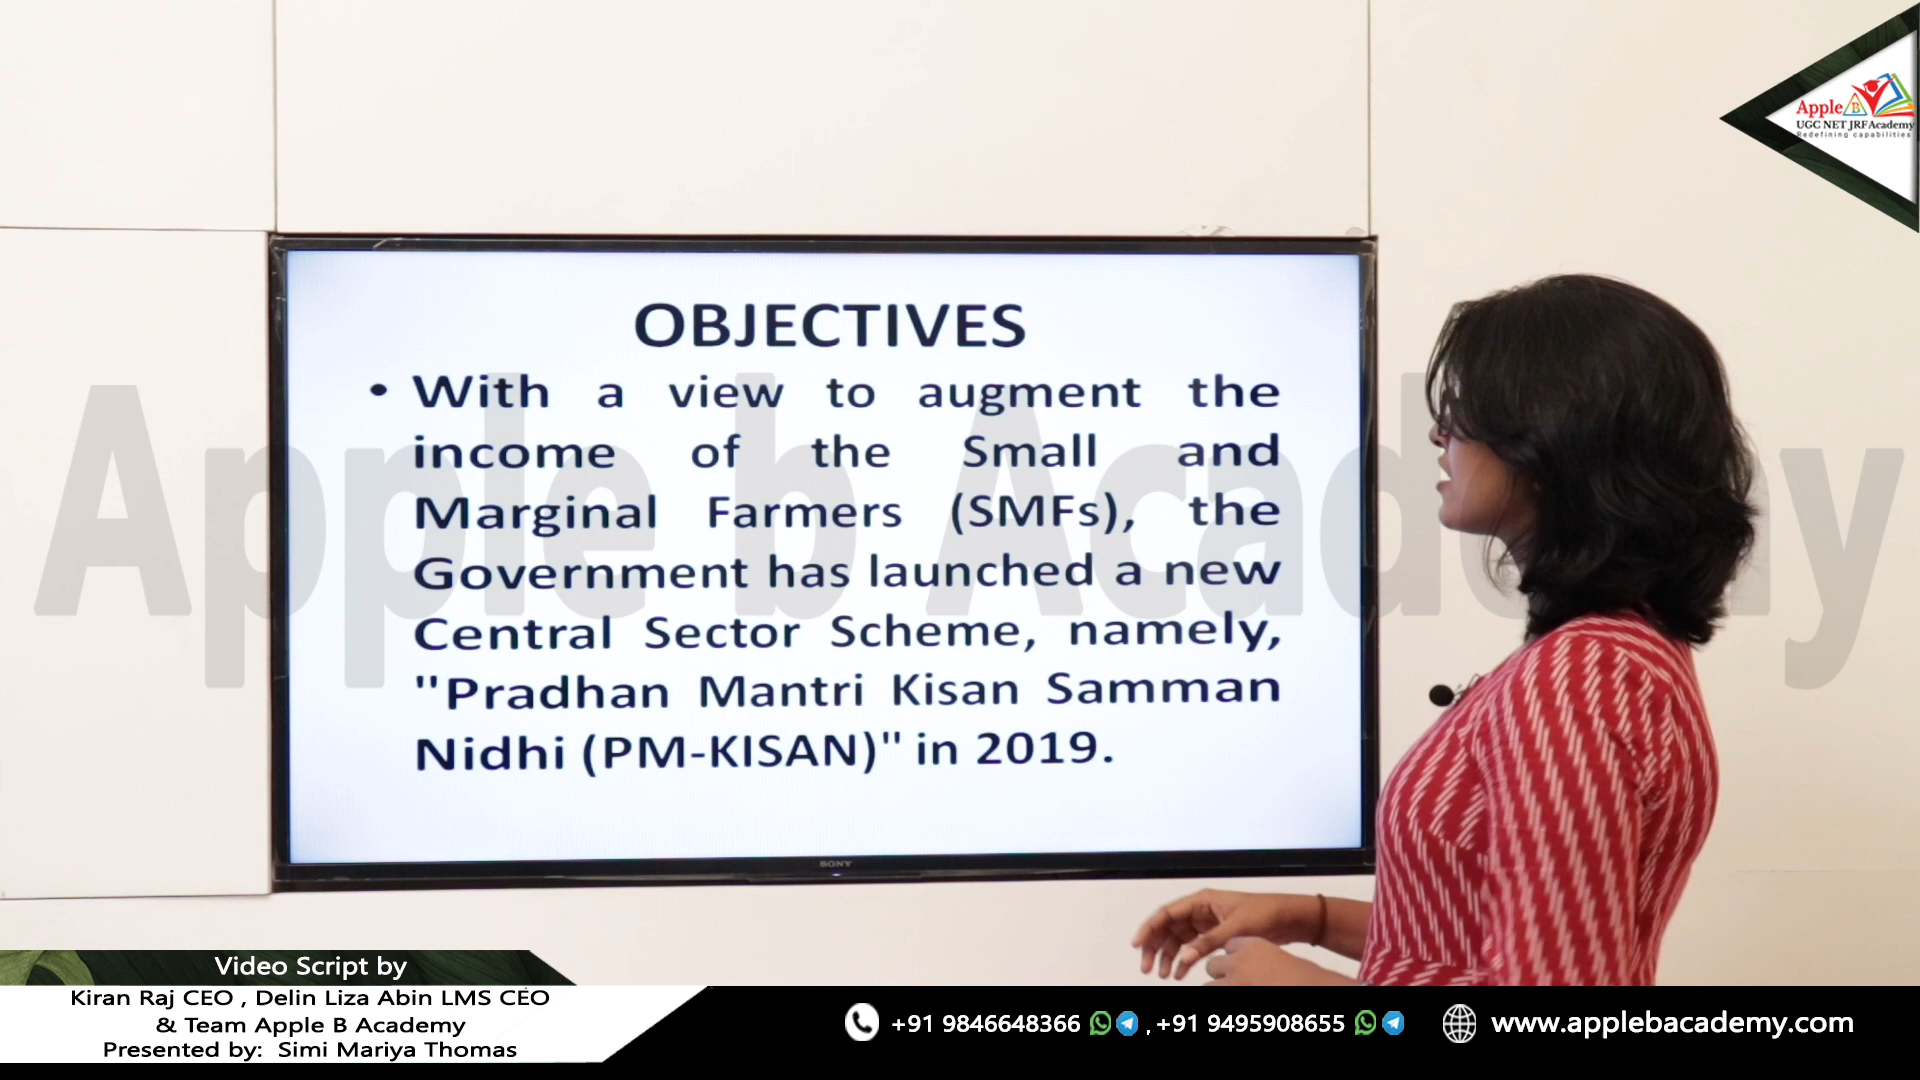 Apple B
UGC NET JRF Academy
Redefining capabilities
OBJECTIVES
• With a view to augment the
income of the Small and
Marginal Farmers (SMFs), the
Government has launched a new
Central Sector Scheme, namely,
"Pradhan Mantri Kisan Samman
Nidhi (PM-KISAN)" in 2019.
Apple b Academy
SONY
Video Script by
Kiran Raj CEO , Delin Liza Abin LMS CEO
& Team Apple B Academy
Presented by: Simi Mariya Thomas
+91 9846648366 , +91 9495908655
www.applebacademy.com